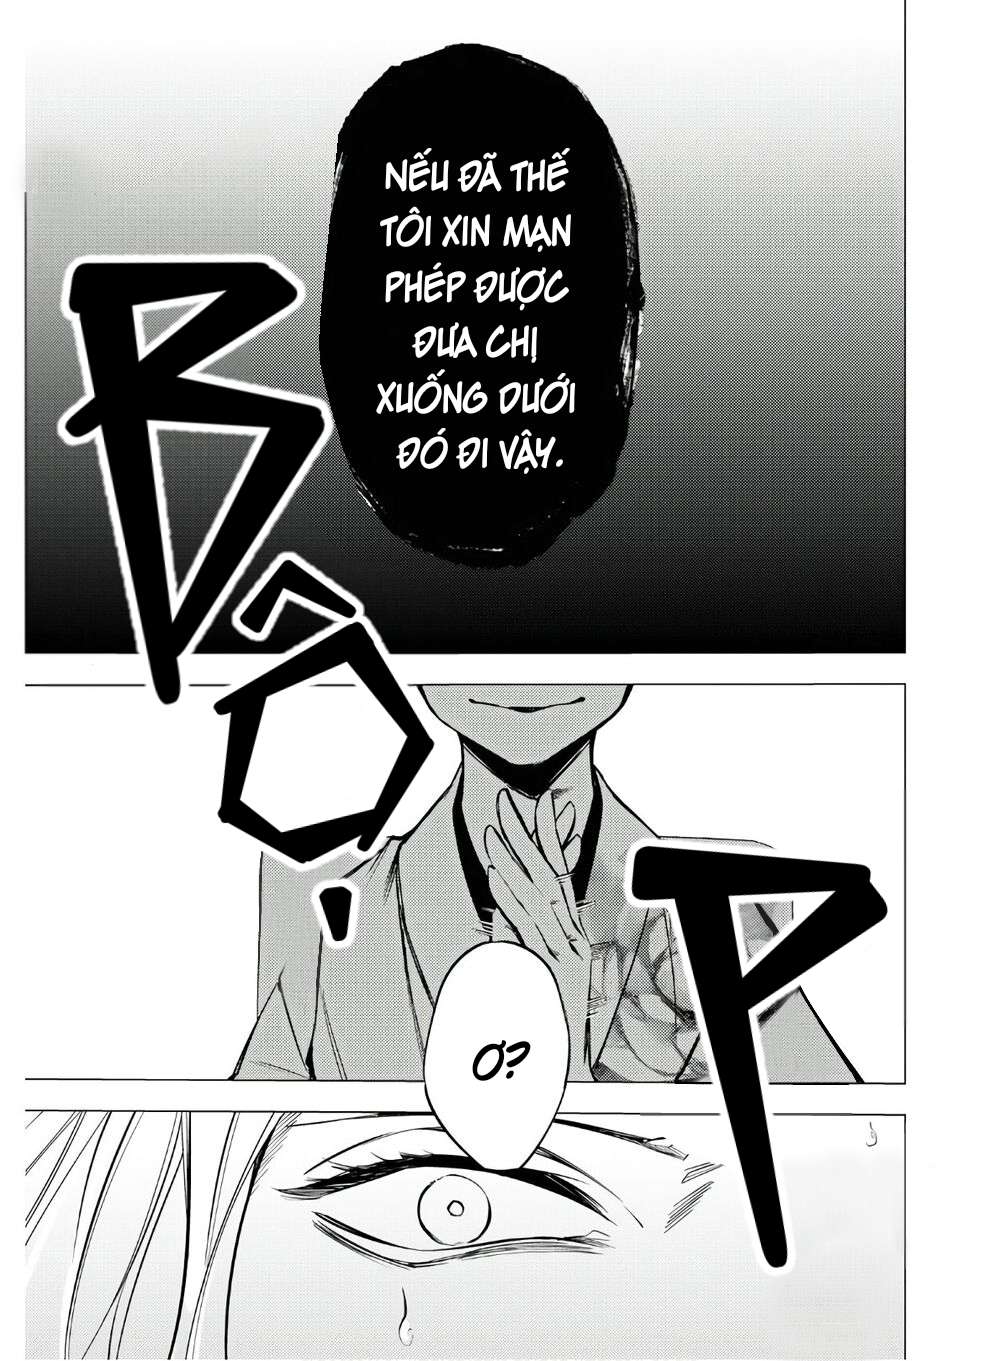 NẾU ĐÃ THẾ
TÔI XIN MẠN
PHÉP ĐƯỢC
ĐƯA CHỊ
XUỐNG DƯỚI
ĐÓ ĐI VẬY.
BỘP
Ơ?